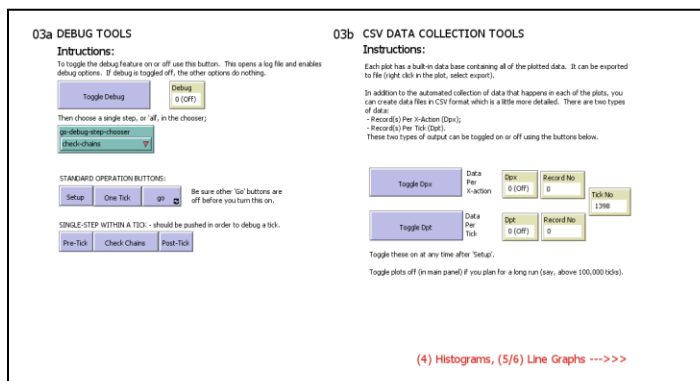 03a DEBUG TOOLS
Intructions:
To toggle the debug feature on or off use this button. This opens a log file and enables
debug options. If debug is toggled off, the other options do nothing.
Toggle Debug
Debug
0 (Off)
Then choose a single step, or 'all', in the chooser;
go-debug-step-chooser
check-chains
STANDARD OPERATION BUTTONS:
Setup
One Tick
go
Be sure other 'Go' buttons are
off before you turn this on.
SINGLE-STEP WITHIN A TICK - should be pushed in order to debug a tick.
Pre-Tick
Check Chains
Post-Tick
03b CSV DATA COLLECTION TOOLS
Instructions:
Each plot has a built-in data base containing all of the plotted data. It can be exported
to file (right click in the plot, select export).
In addition to the automated collection of data that happens in each of the plots, you
can create data files in CSV format which is a little more detailed. There are two types
of data:
- Record(s) Per X-Action (Dpx);
- Record(s) Per Tick (Dpt).
These two types of output can be toggled on or off using the buttons below.
Toggle Dpx
Data
Per
X-action
Dpx
0 (Off)
Record No
0
Tick No
1398
Toggle Dpt
Data
Per
Tick
Dpt
0 (Off)
Record No
0
Toggle these on at any time after 'Setup'.
Toggle plots off (in main panel) if you plan for a long run (say, above 100,000 ticks).
(4) Histograms, (5/6) Line Graphs --->>>